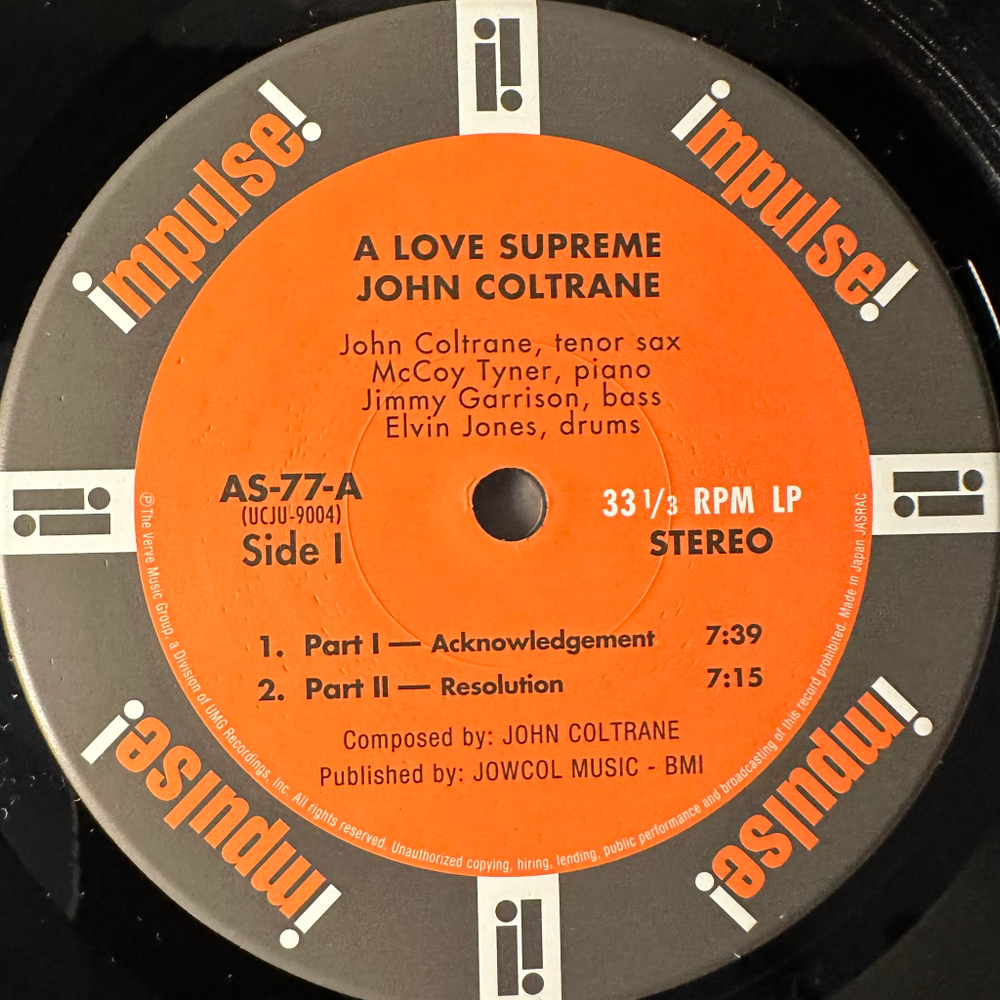 impulse!
impulse!
A LOVE SUPREME
JOHN COLTRANE
John Coltrane, tenor sax
McCoy Tyner, piano
Jimmy Garrison, bass
Elvin Jones, drums
AS-77-A
(UCJU-9004)
Side I
33 1/3 RPM LP
STEREO
1. Part I — Acknowledgement 7:39
2. Part II — Resolution 7:15
Composed by: JOHN COLTRANE
Published by: JOWCOL MUSIC - BMI
℗The Verve Music Group, a Division of UMG Recordings, Inc. All rights reserved. Unauthorized copying, hiring, lending, public performance and broadcasting of this record prohibited. Made in Japan JASRAC
impulse!
impulse!